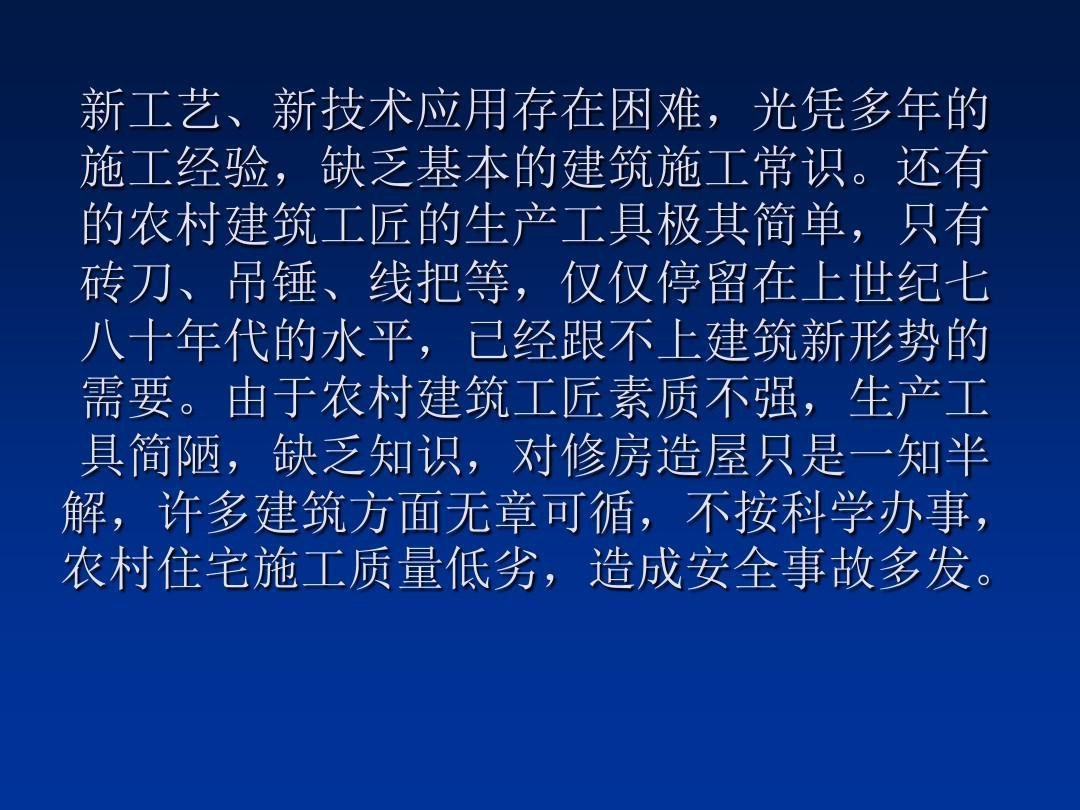 新工艺、新技术应用存在困难，光凭多年的
施工经验，缺乏基本的建筑施工常识。还有
的农村建筑工匠的生产工具极其简单，只有
砖刀、吊锤、线把等，仅仅停留在上世纪七
八十年代的水平，已经跟不上建筑新形势的
需要。由于农村建筑工匠素质不强，生产工
具简陋，缺乏知识，对修房造屋只是一知半
解，许多建筑方面无章可循，不按科学办事，
农村住宅施工质量低劣，造成安全事故多发。